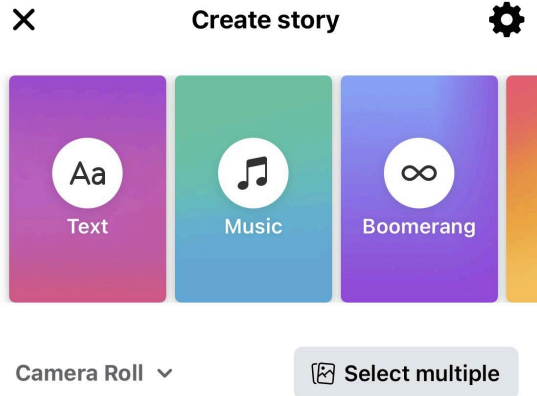 Create story
Aa
Text
Music
Boomerang
Camera Roll
Select multiple